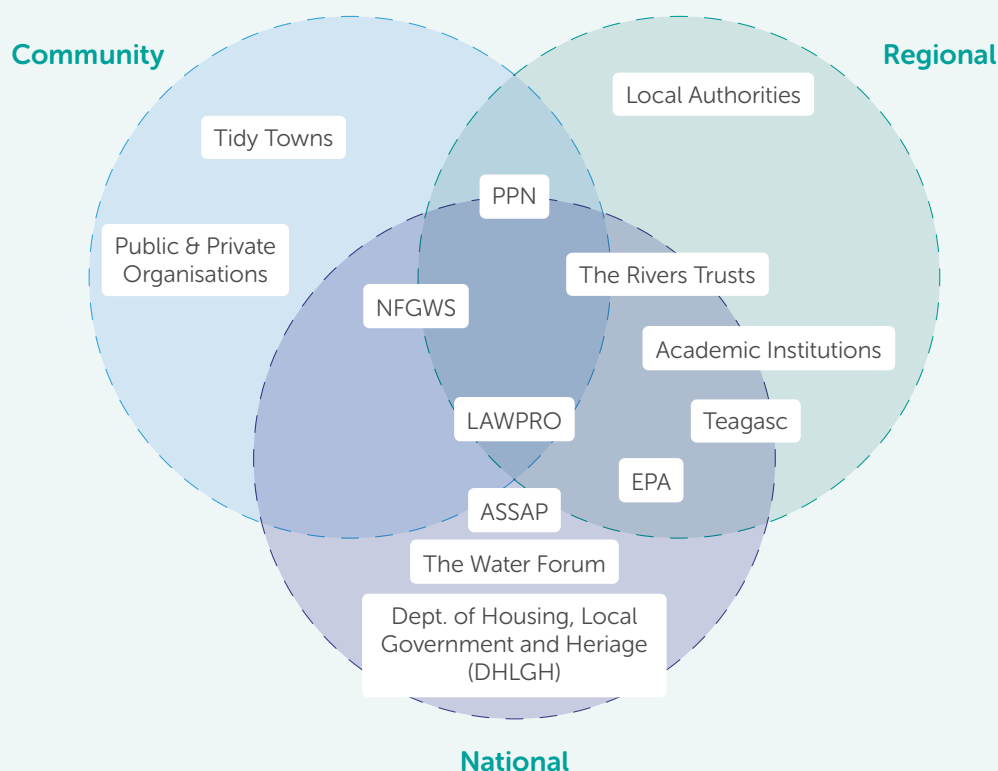 Community
Regional
Local Authorities
Tidy Towns
PPN
Public & Private
Organisations
The Rivers Trusts
NFGWS
Academic Institutions
LAWPRO
Teagasc
EPA
ASSAP
The Water Forum
Dept. of Housing, Local
Government and Heriage
(DHLGH)
National